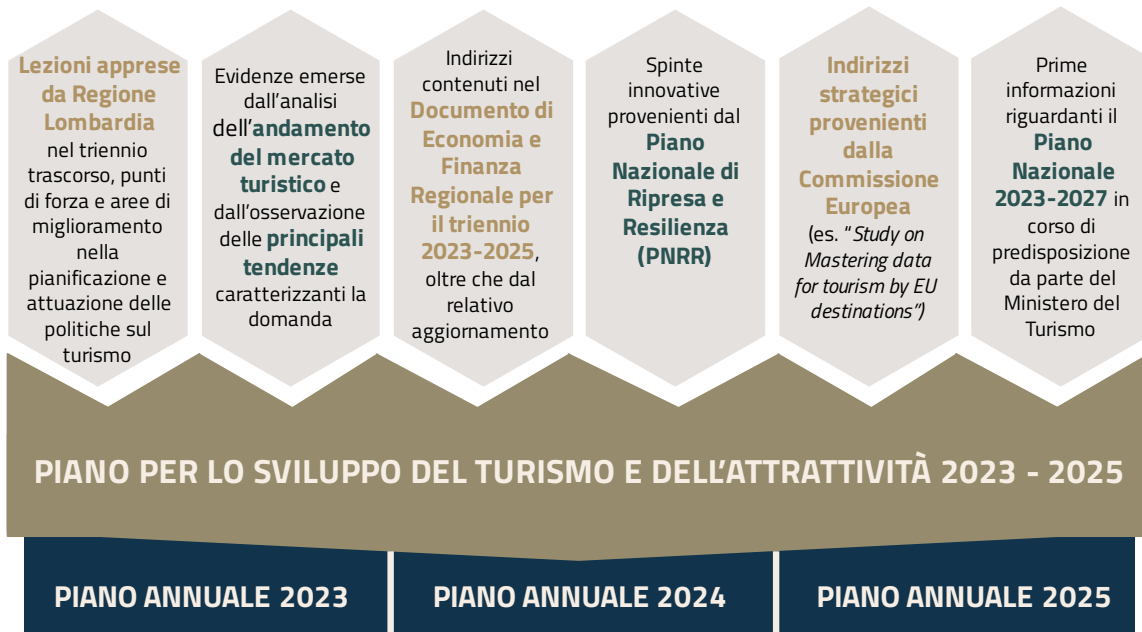 Lezioni apprese
da Regione
Lombardia
nel triennio
trascorso, punti
di forza e aree di
miglioramento
nella
pianificazione e
attuazione delle
politiche sul
turismo
Evidenze emerse
dall'analisi
dell'andamento
del mercato
turistico e
dall'osservazione
delle principali
tendenze
caratterizzanti la
domanda
Indirizzi
contenuti nel
Documento di
Economia e
Finanza
Regionale per
il triennio
2023-2025,
oltre che dal
relativo
aggiornamento
Spinte
innovative
provenienti dal
Piano
Nazionale di
Ripresa e
Resilienza
(PNRR)
Indirizzi
strategici
provenienti
dalla
Commissione
Europea
(es. "Study on
Mastering data
for tourism by EU
destinations")
Prime
informazioni
riguardanti il
Piano
Nazionale
2023-2027 in
corso di
predisposizione
da parte del
Ministero del
Turismo
PIANO PER LO SVILUPPO DEL TURISMO E DELL'ATTRATTIVITÀ 2023 - 2025
PIANO ANNUALE 2023
PIANO ANNUALE 2024
PIANO ANNUALE 2025